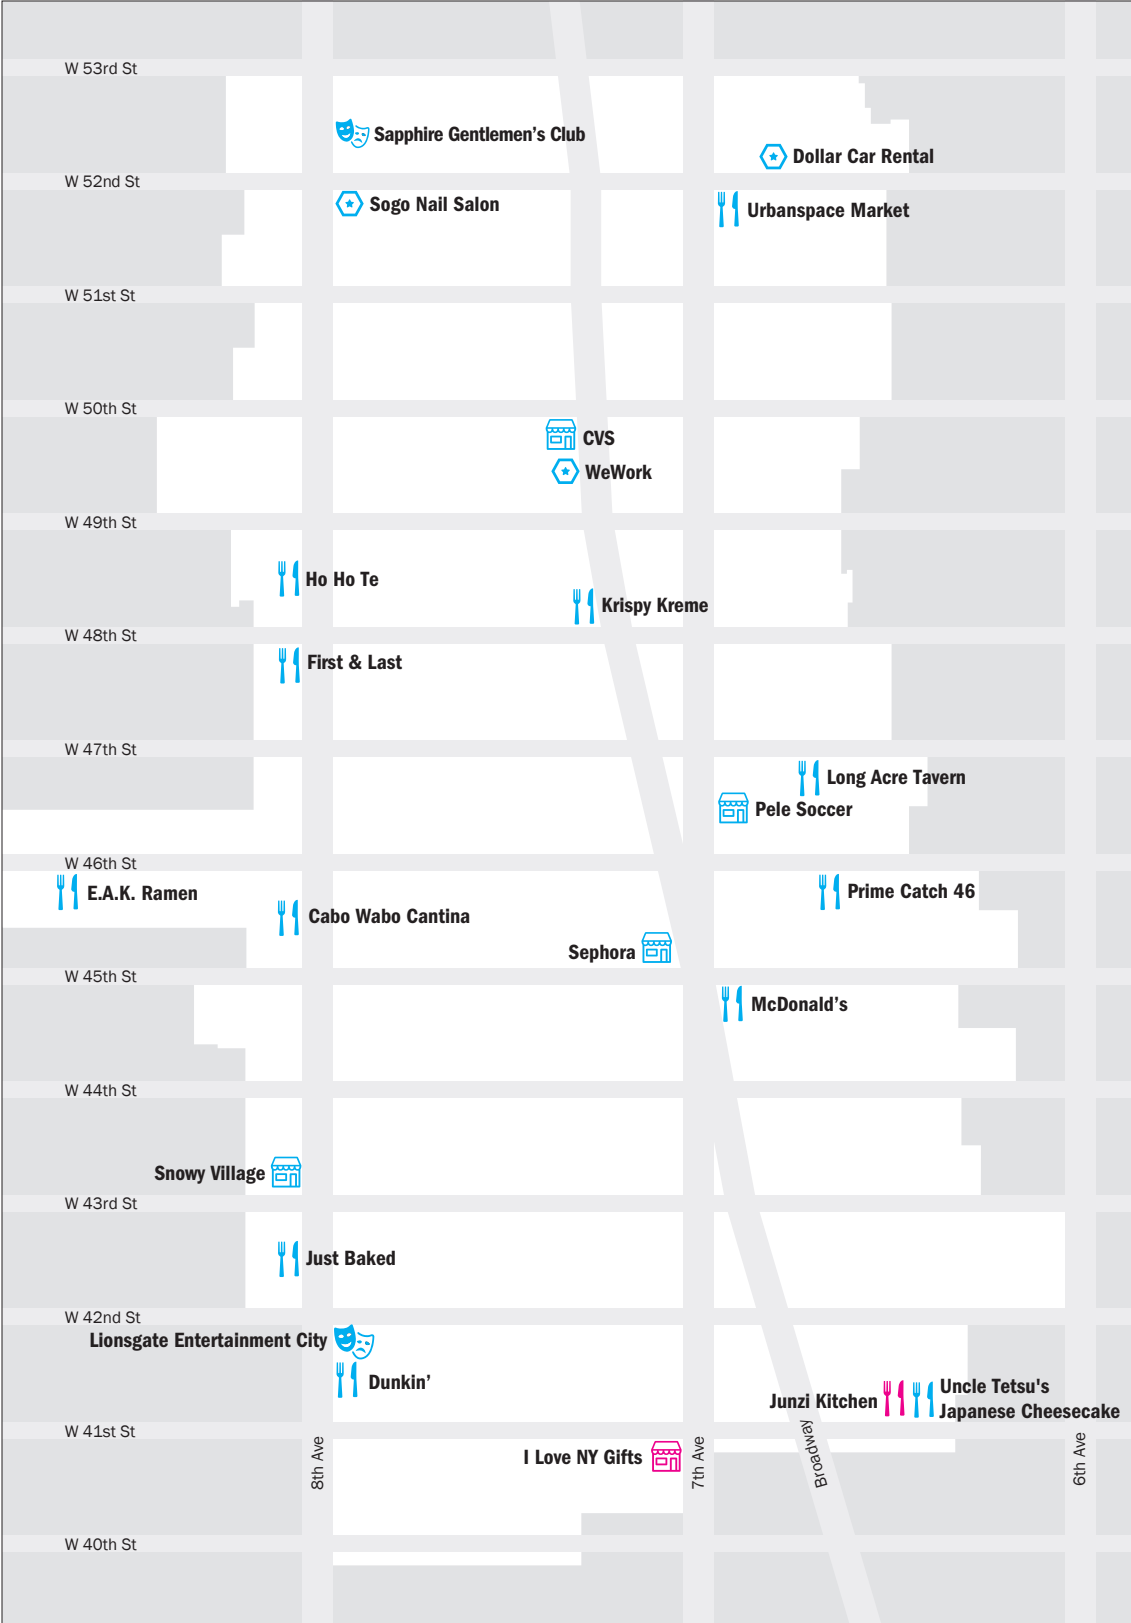 W 53rd St
Sapphire Gentlemen's Club
Dollar Car Rental
W 52nd St
Sogo Nail Salon
Urbanspace Market
W 51st St
W 50th St
CVS
WeWork
W 49th St
Ho Ho Te
Krispy Kreme
W 48th St
First & Last
W 47th St
Long Acre Tavern
Pele Soccer
W 46th St
E.A.K. Ramen
Prime Catch 46
Cabo Wabo Cantina
Sephora
W 45th St
McDonald's
W 44th St
Snowy Village
W 43rd St
Just Baked
W 42nd St
Lionsgate Entertainment City
Dunkin'
Junzi Kitchen
Uncle Tetsu's
Japanese Cheesecake
W 41st St
I Love NY Gifts
8th Ave
7th Ave
Broadway
6th Ave
W 40th St